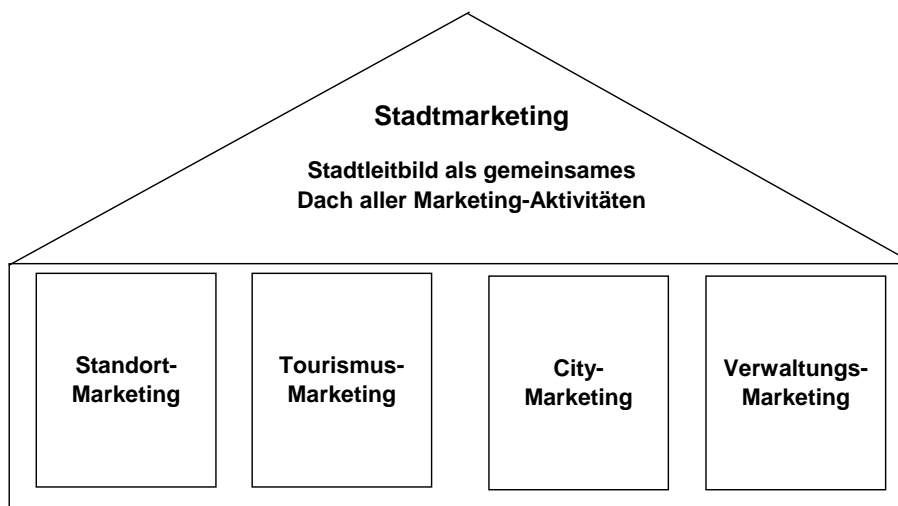 Stadtmarketing
Stadtleitbild als gemeinsames
Dach aller Marketing-Aktivitäten
Standort-
Marketing
Tourismus-
Marketing
City-
Marketing
Verwaltungs-
Marketing